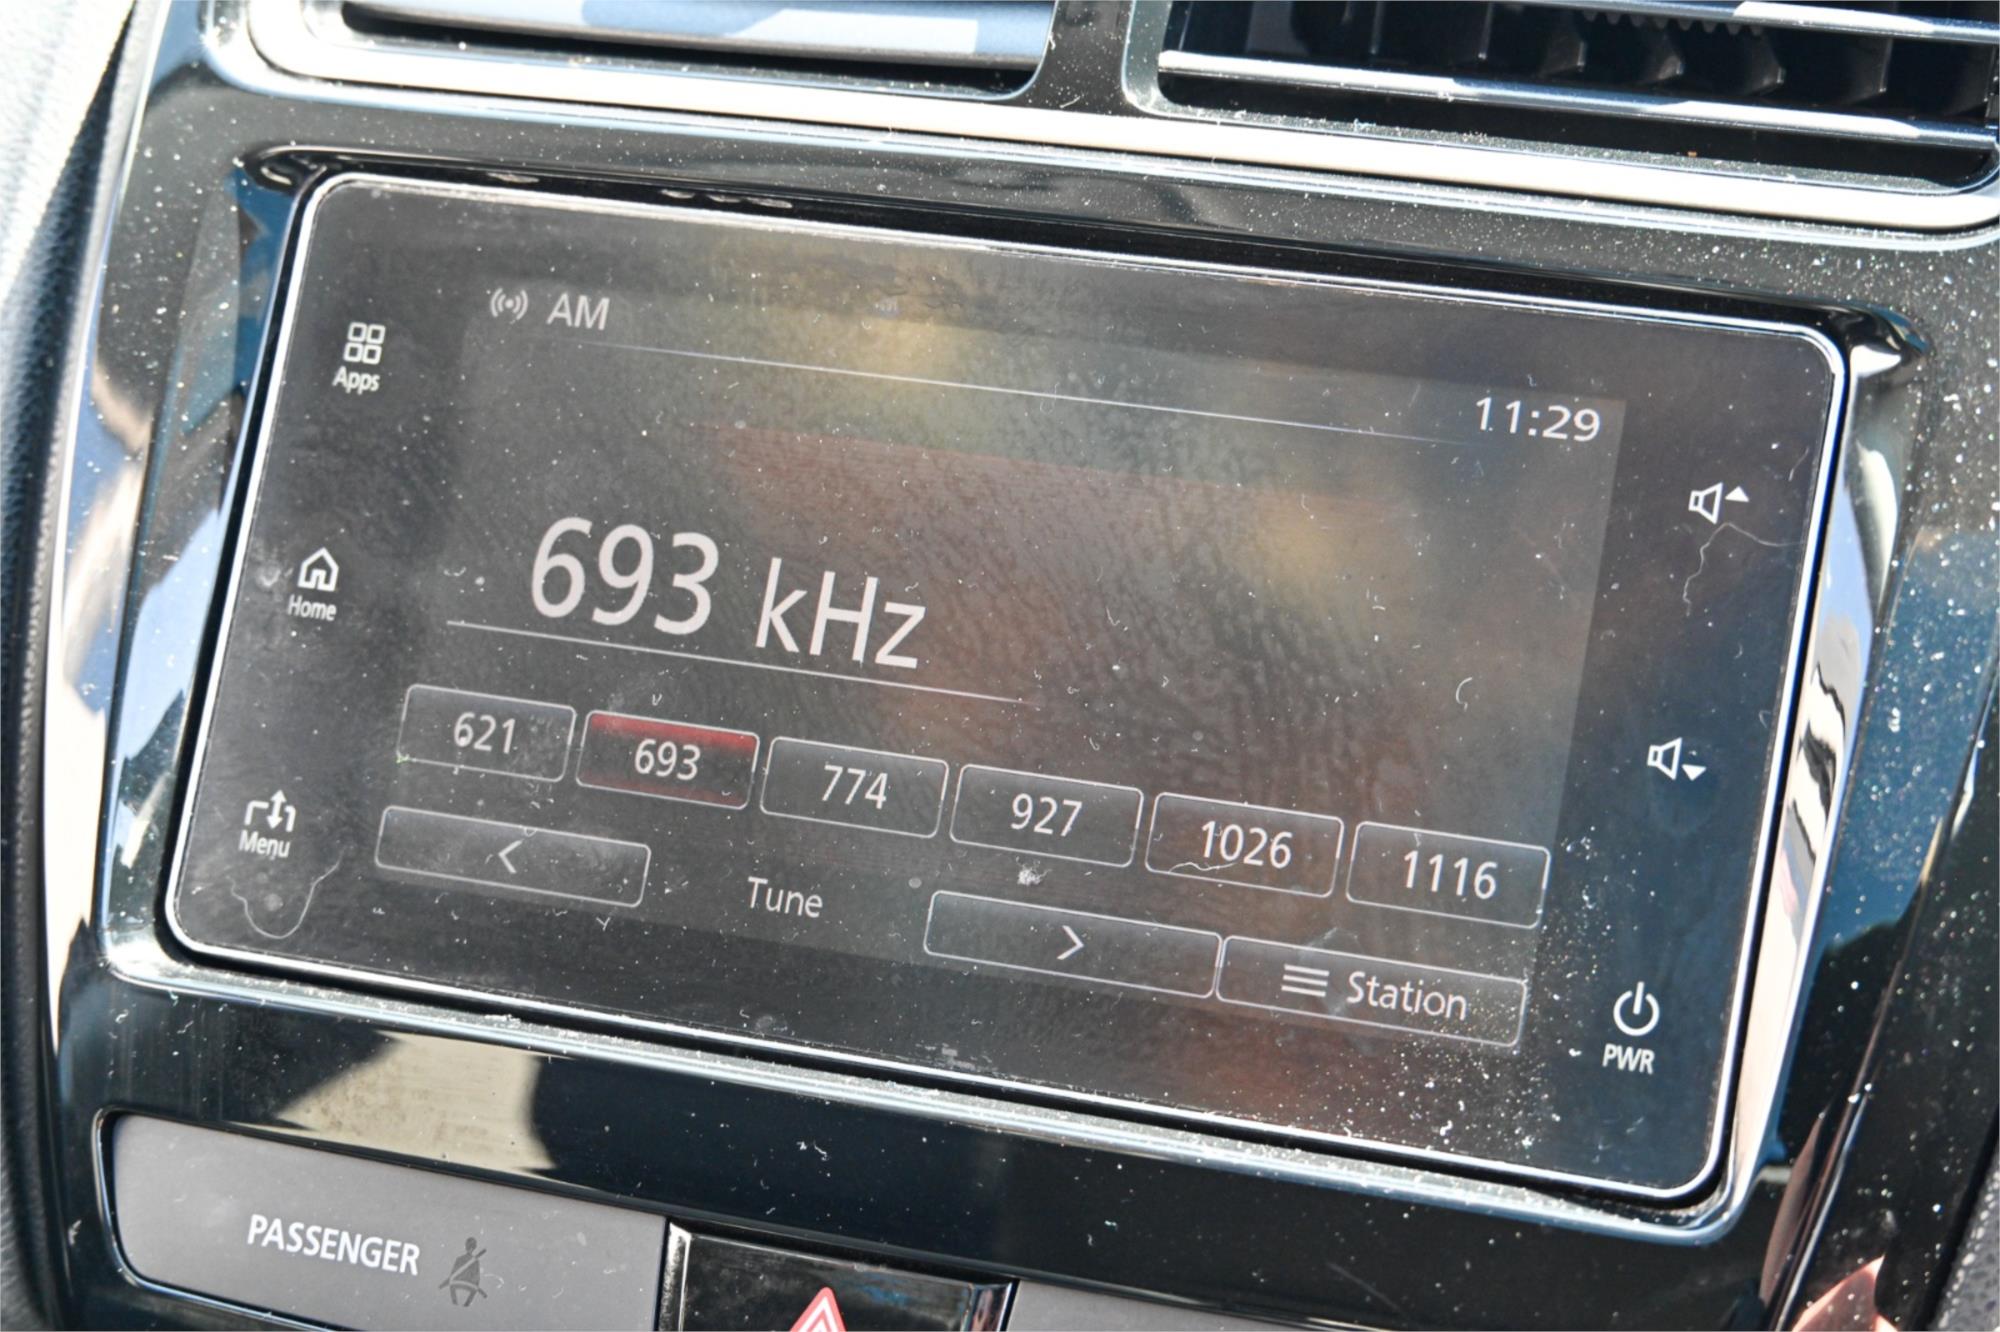 AM
11:29
Apps
693 kHz
Home
621 693 774 927 1026 1116
Menu
< Tune > Station
PWR
PASSENGER